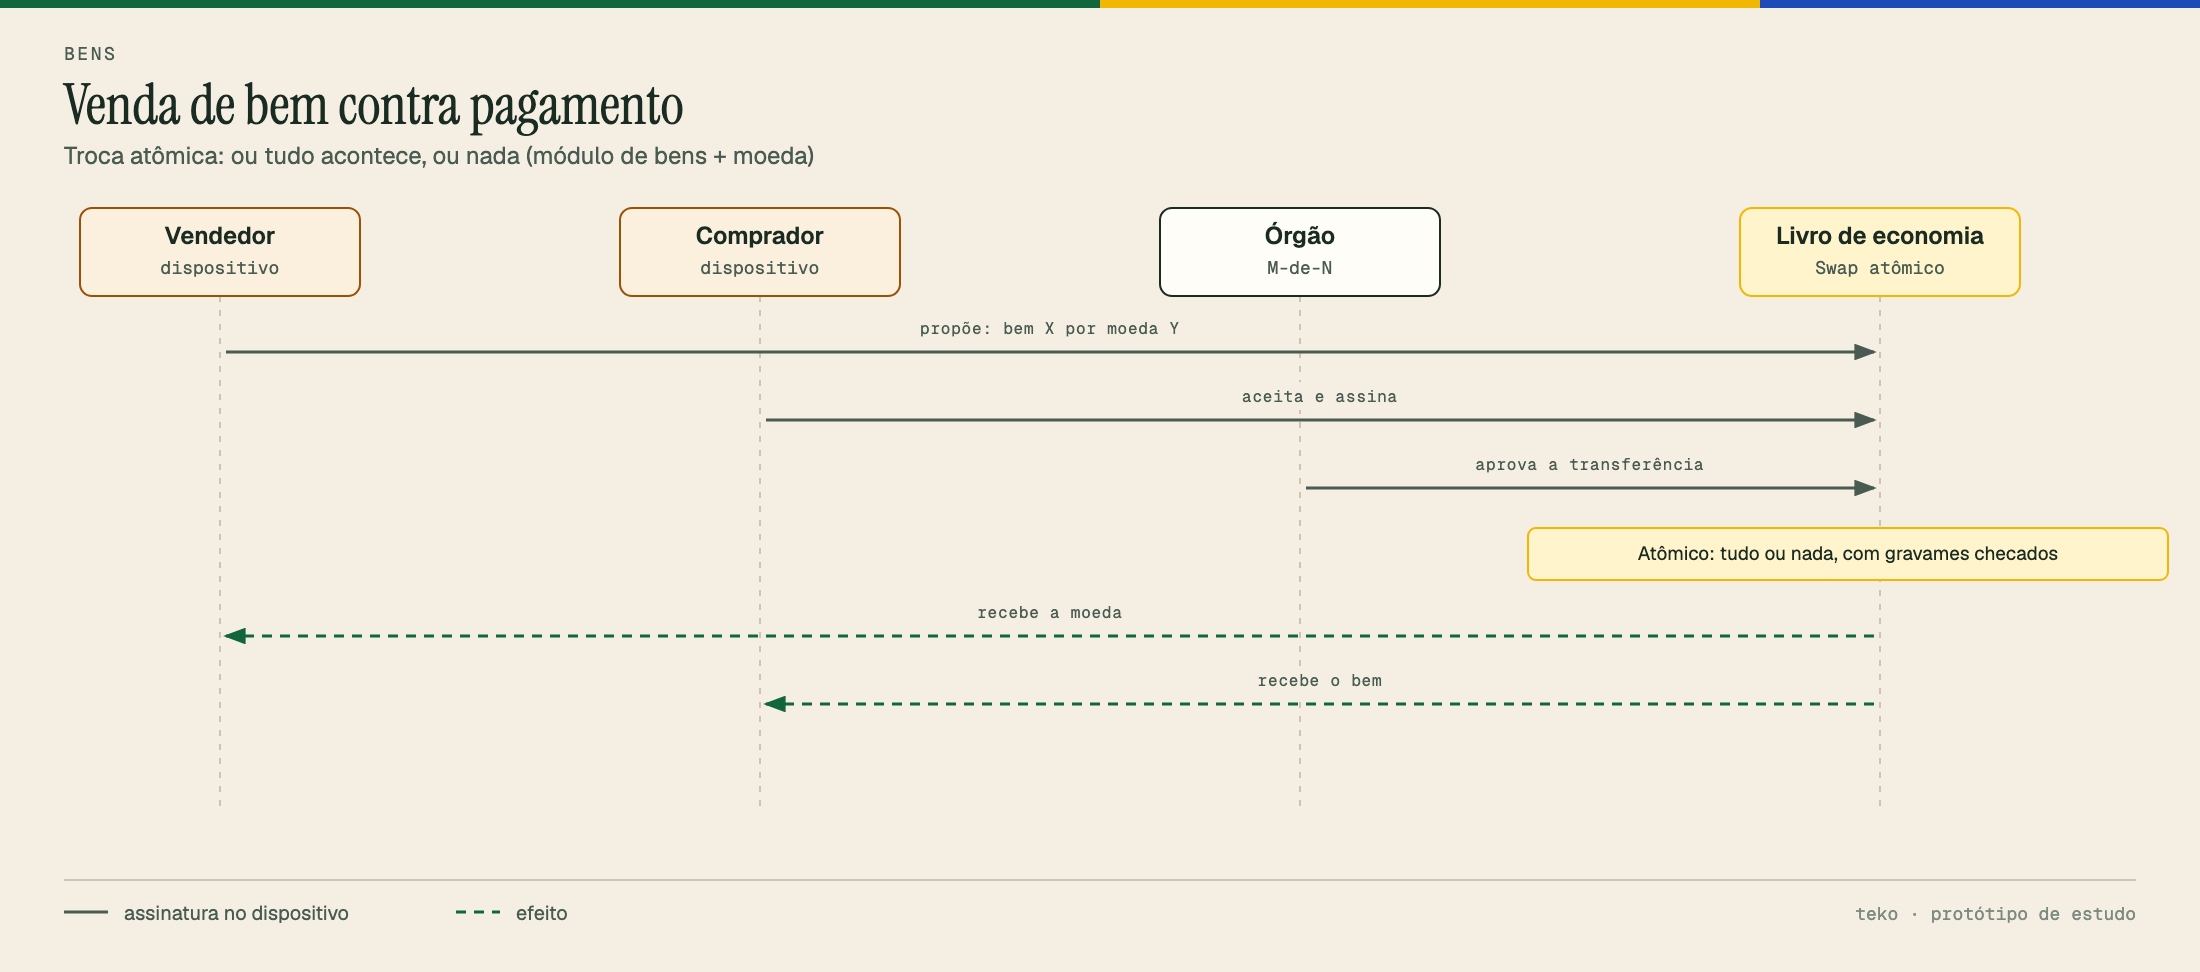 BENS
Venda de bem contra pagamento
Troca atômica: ou tudo acontece, ou nada (módulo de bens + moeda)
Vendedor
dispositivo
Comprador
dispositivo
Órgão
M-de-N
Livro de economia
Swap atômico
propõe: bem X por moeda Y
aceita e assina
aprova a transferência
Atômico: tudo ou nada, com gravames checados
recebe a moeda
recebe o bem
assinatura no dispositivo
efeito
teko · protótipo de estudo